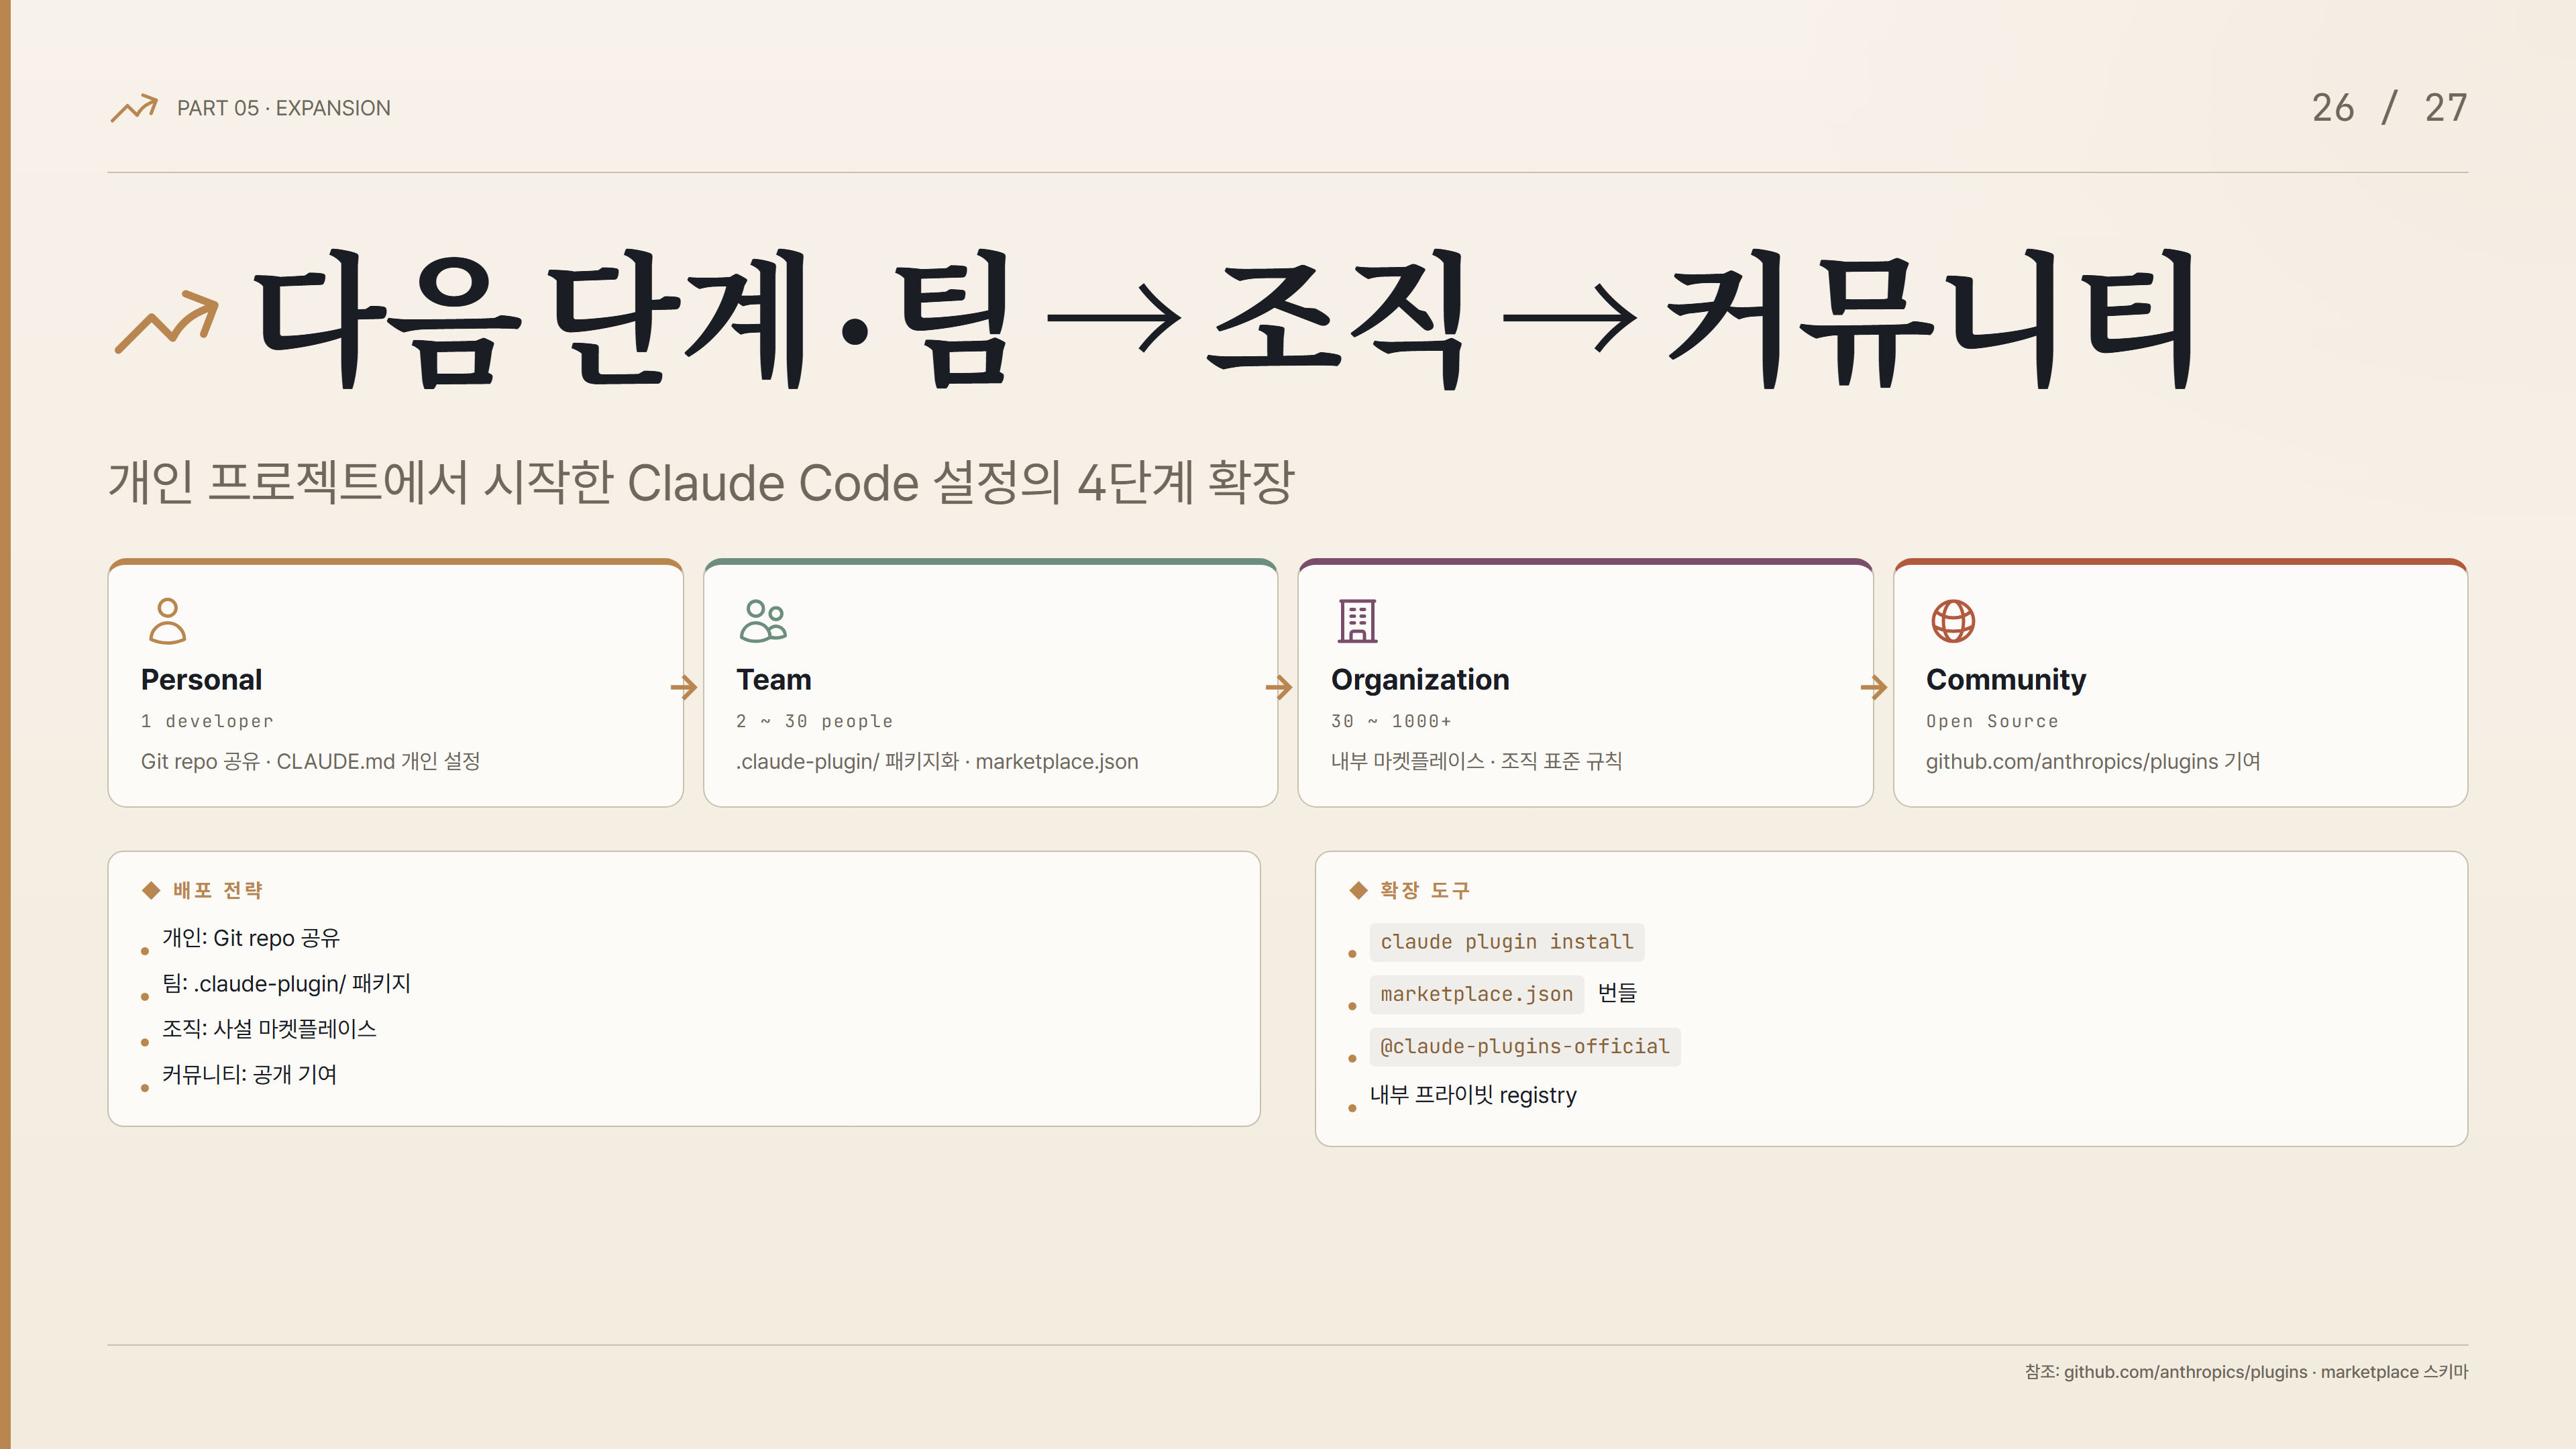 PART 05 · EXPANSION
26 / 27
다음 단계 · 팀 → 조직 → 커뮤니티
개인 프로젝트에서 시작한 Claude Code 설정의 4단계 확장
Personal
1 developer
Git repo 공유 · CLAUDE.md 개인 설정
→
Team
2 ~ 30 people
.claude-plugin/ 패키지화 · marketplace.json
→
Organization
30 ~ 1000+
내부 마켓플레이스 · 조직 표준 규칙
→
Community
Open Source
github.com/anthropics/plugins 기여
◆ 배포 전략
• 개인: Git repo 공유
• 팀: .claude-plugin/ 패키지
• 조직: 사설 마켓플레이스
• 커뮤니티: 공개 기여
◆ 확장 도구
• claude plugin install
• marketplace.json 번들
• @claude-plugins-official
• 내부 프라이빗 registry
참조: github.com/anthropics/plugins · marketplace 스키마